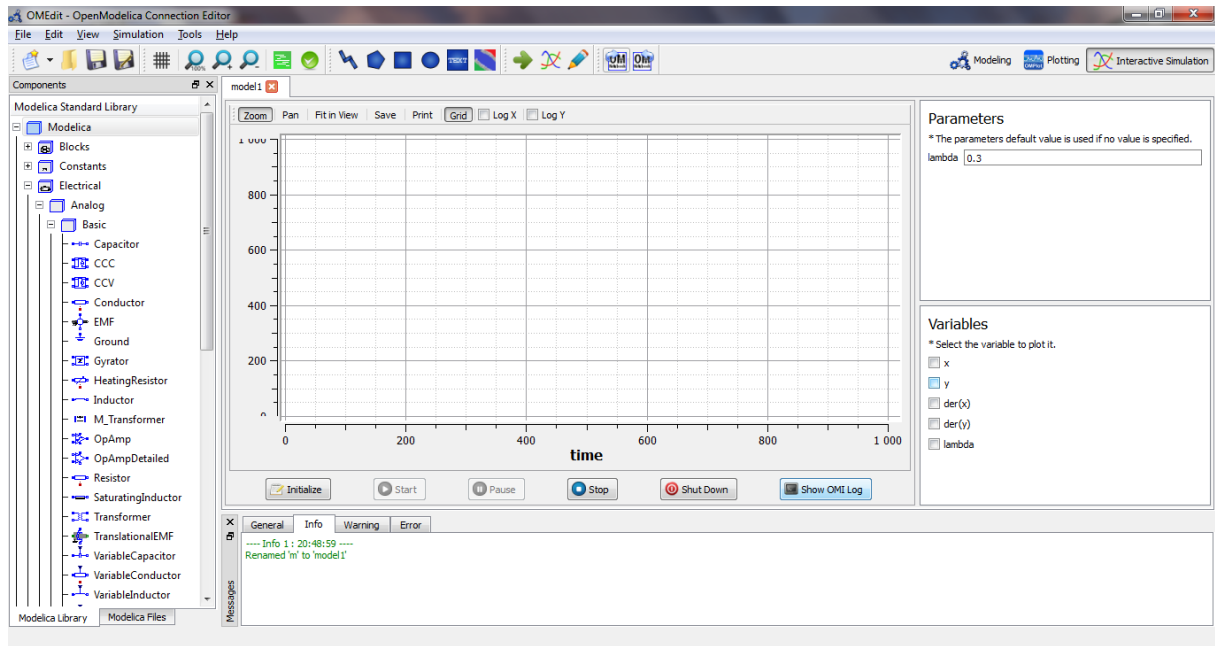 OMEdit - OpenModelica Connection Editor
File Edit View Simulation Tools Help
100%
TEXT
OM OM
Modeling Plotting Interactive Simulation
Components
model1
Modelica Standard Library
Modelica
Blocks
Constants
Electrical
Analog
Basic
Capacitor
CCC
CCV
Conductor
EMF
Ground
Gyrator
HeatingResistor
Inductor
M_Transformer
OpAmp
OpAmpDetailed
Resistor
SaturatingInductor
Transformer
TranslationalEMF
VariableCapacitor
VariableConductor
VariableInductor
Modelica Library Modelica Files
Zoom Pan Fit in View Save Print Grid Log X Log Y
1 000
800
600
400
200
0
0 200 400 600 800 1 000
time
Initialize Start Pause Stop Shut Down Show OMI Log
Parameters
* The parameters default value is used if no value is specified.
lambda 0.3
Variables
* Select the variable to plot it.
x
y
der(x)
der(y)
lambda
General Info Warning Error
---- Info 1 : 20:48:59 ----
Renamed 'm' to 'model1'
Messages